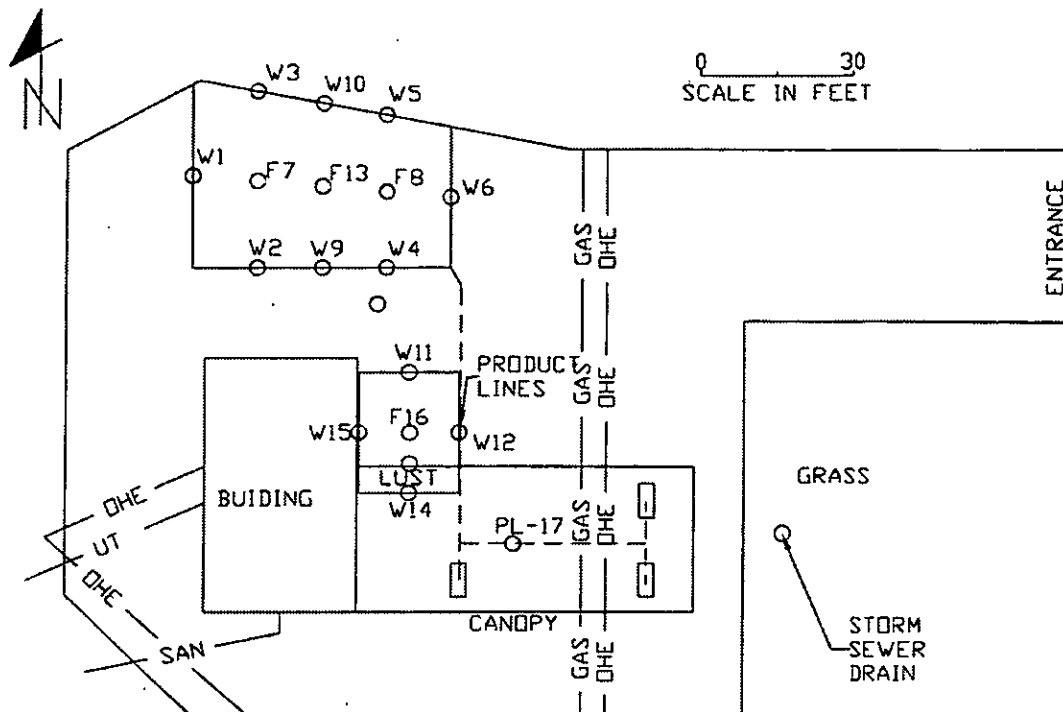 N
0 30
SCALE IN FEET
W3
W10
W5
W1
F7
F13
F8
W6
W2
W9
W4
GAS
OHE
ENTRANCE
W11
PRODUCT
LINES
GAS
OHE
F16
W15
W12
LUST
W14
GRASS
BUIDING
OHE
UT
OHE
PL-17
GAS
OHE
CANOPY
SAN
GAS
OHE
STORM
SEWER
DRAIN